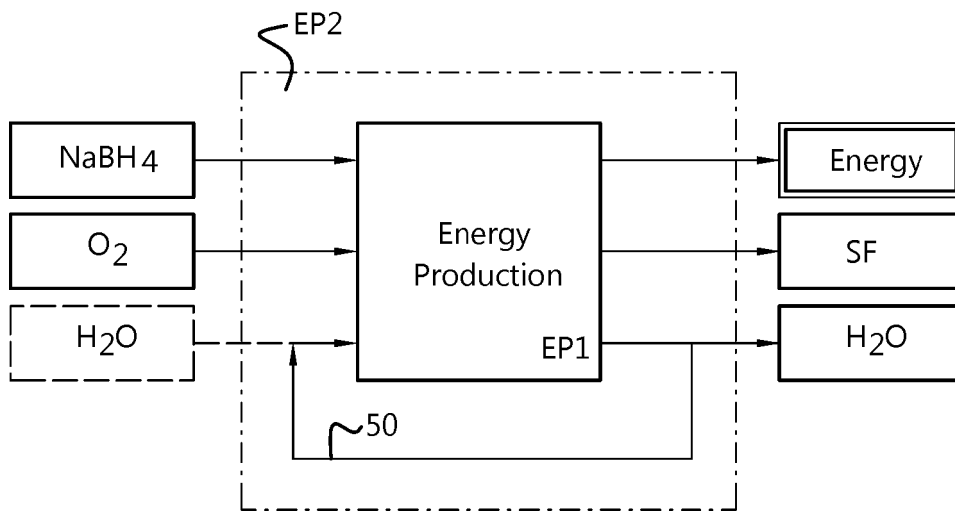 EP2
NaBH4
Energy
O2
Energy
Production
SF
H2O
EP1
H2O
50